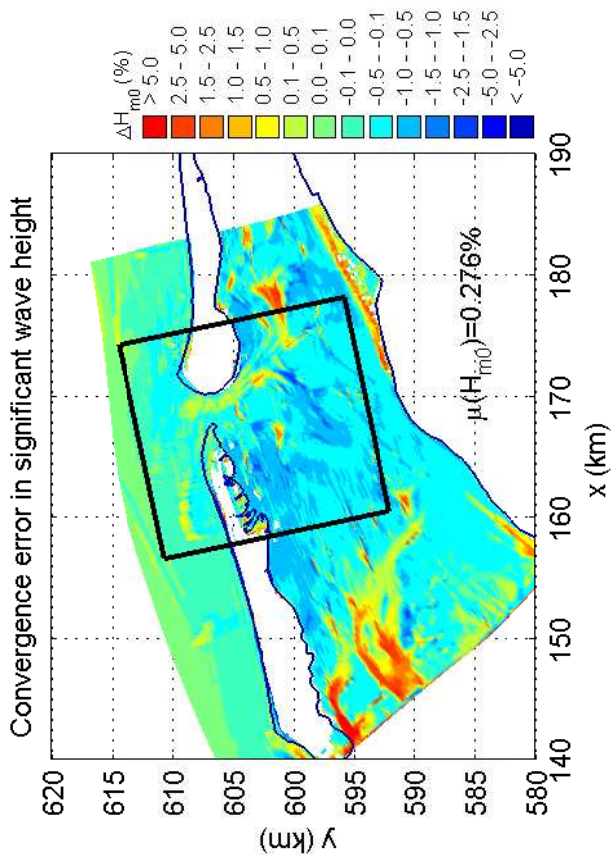 Convergence error in significant wave height
ΔHm0 (%)
> 5.0
2.5 - 5.0
1.5 - 2.5
1.0 - 1.5
0.5 - 1.0
0.1 - 0.5
0.0 - 0.1
-0.1 - 0.0
-0.5 - -0.1
-1.0 - -0.5
-1.5 - -1.0
-2.5 - -1.5
-5.0 - -2.5
< -5.0
620
615
610
605
600
595
590
585
580
y (km)
μ(Hm0)=0.276%
140
150
160
170
180
190
x (km)